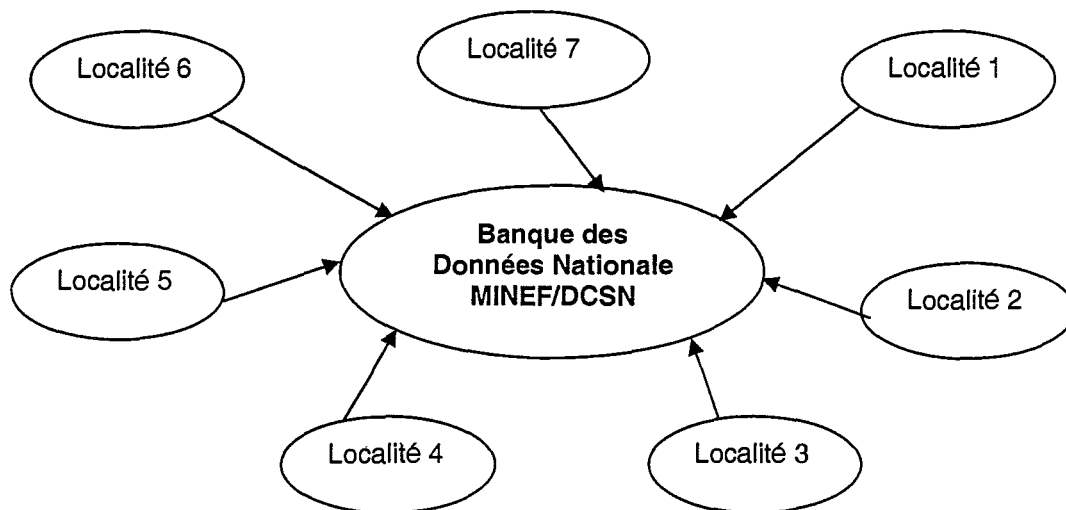 Localité 6
Localité 7
Localité 1
Banque des
Données Nationale
MINEF/DCSN
Localité 5
Localité 2
Localité 4
Localité 3